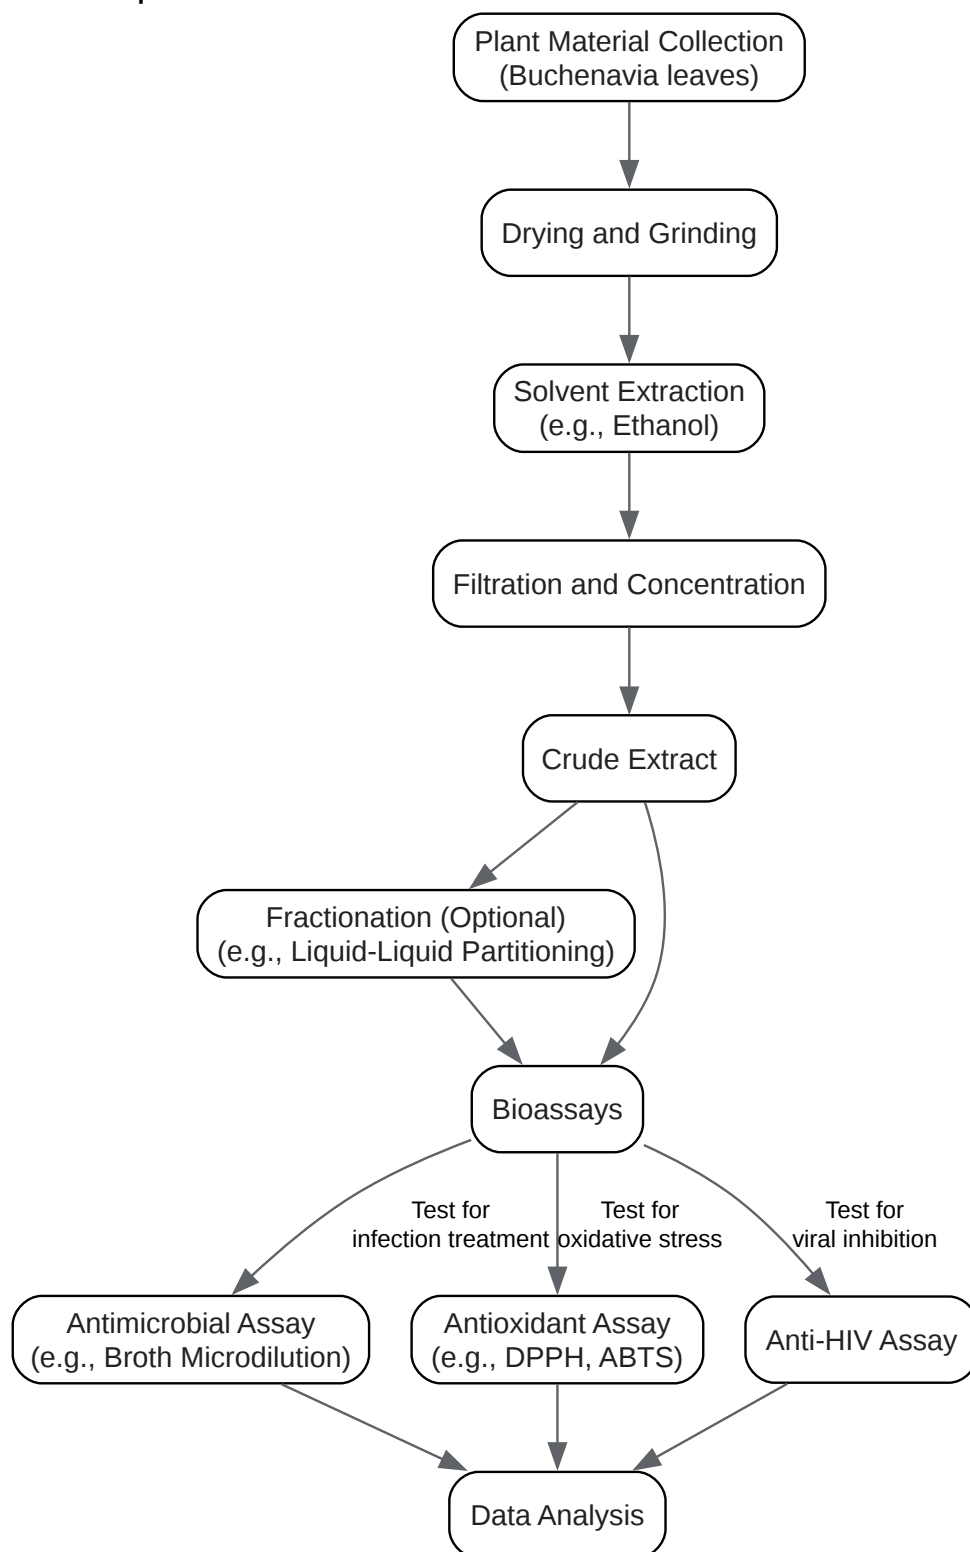 Plant Material Collection
(Buchenavia leaves)
Drying and Grinding
Solvent Extraction
(e.g., Ethanol)
Filtration and Concentration
Crude Extract
Fractionation (Optional)
(e.g., Liquid-Liquid Partitioning)
Bioassays
Test for
infection treatment
Test for
oxidative stress
Test for
viral inhibition
Antimicrobial Assay
(e.g., Broth Microdilution)
Antioxidant Assay
(e.g., DPPH, ABTS)
Anti-HIV Assay
Data Analysis